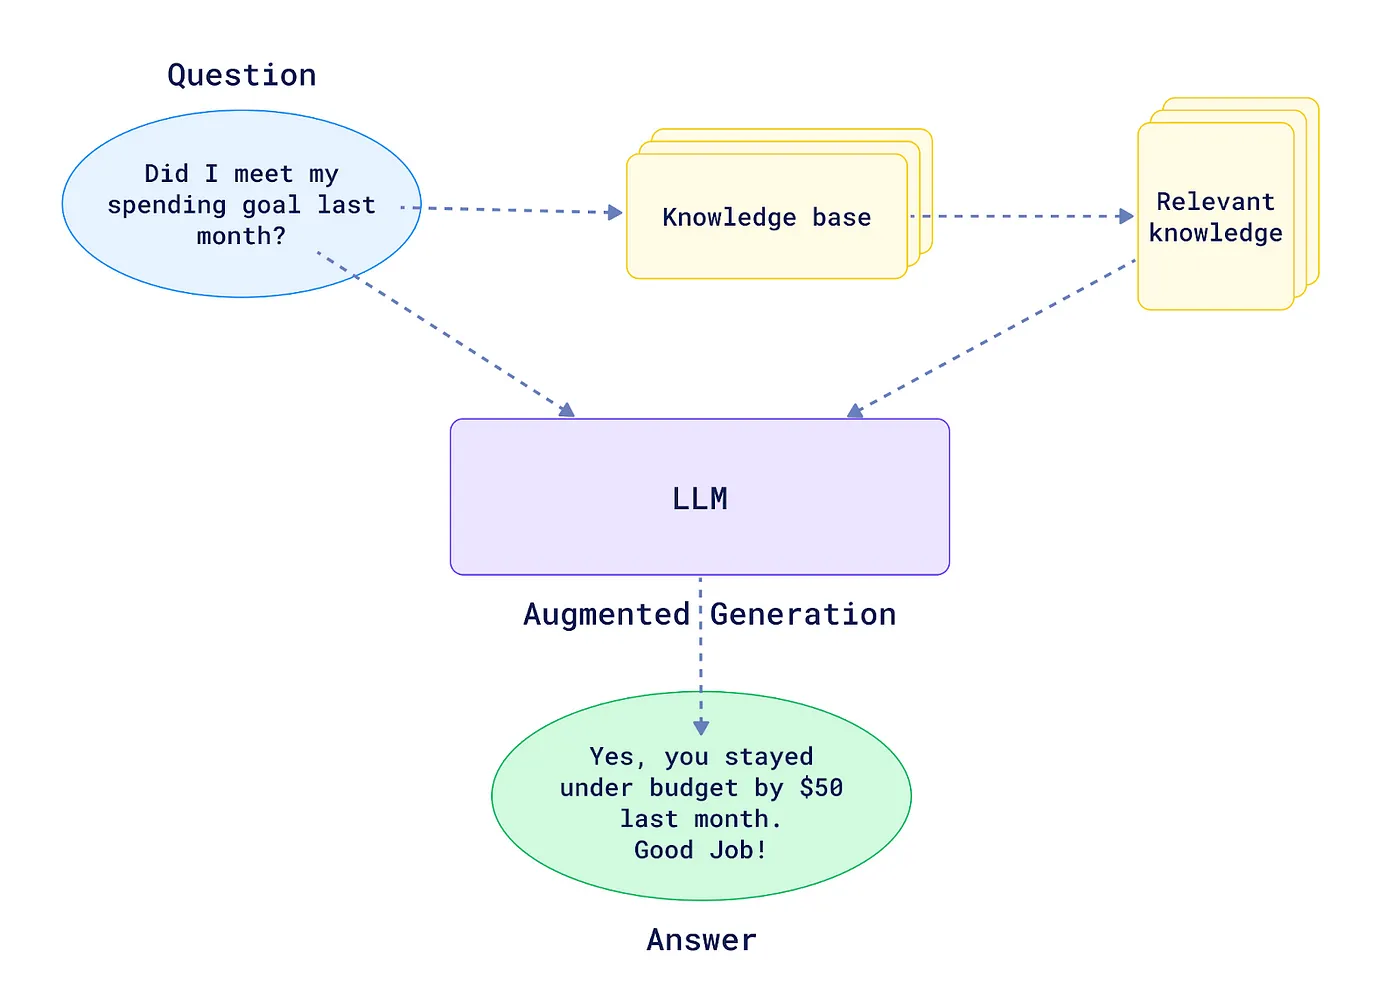 Question
Did I meet my
spending goal last
month?
Knowledge base
Relevant
knowledge
LLM
Augmented Generation
Yes, you stayed
under budget by $50
last month.
Good Job!
Answer